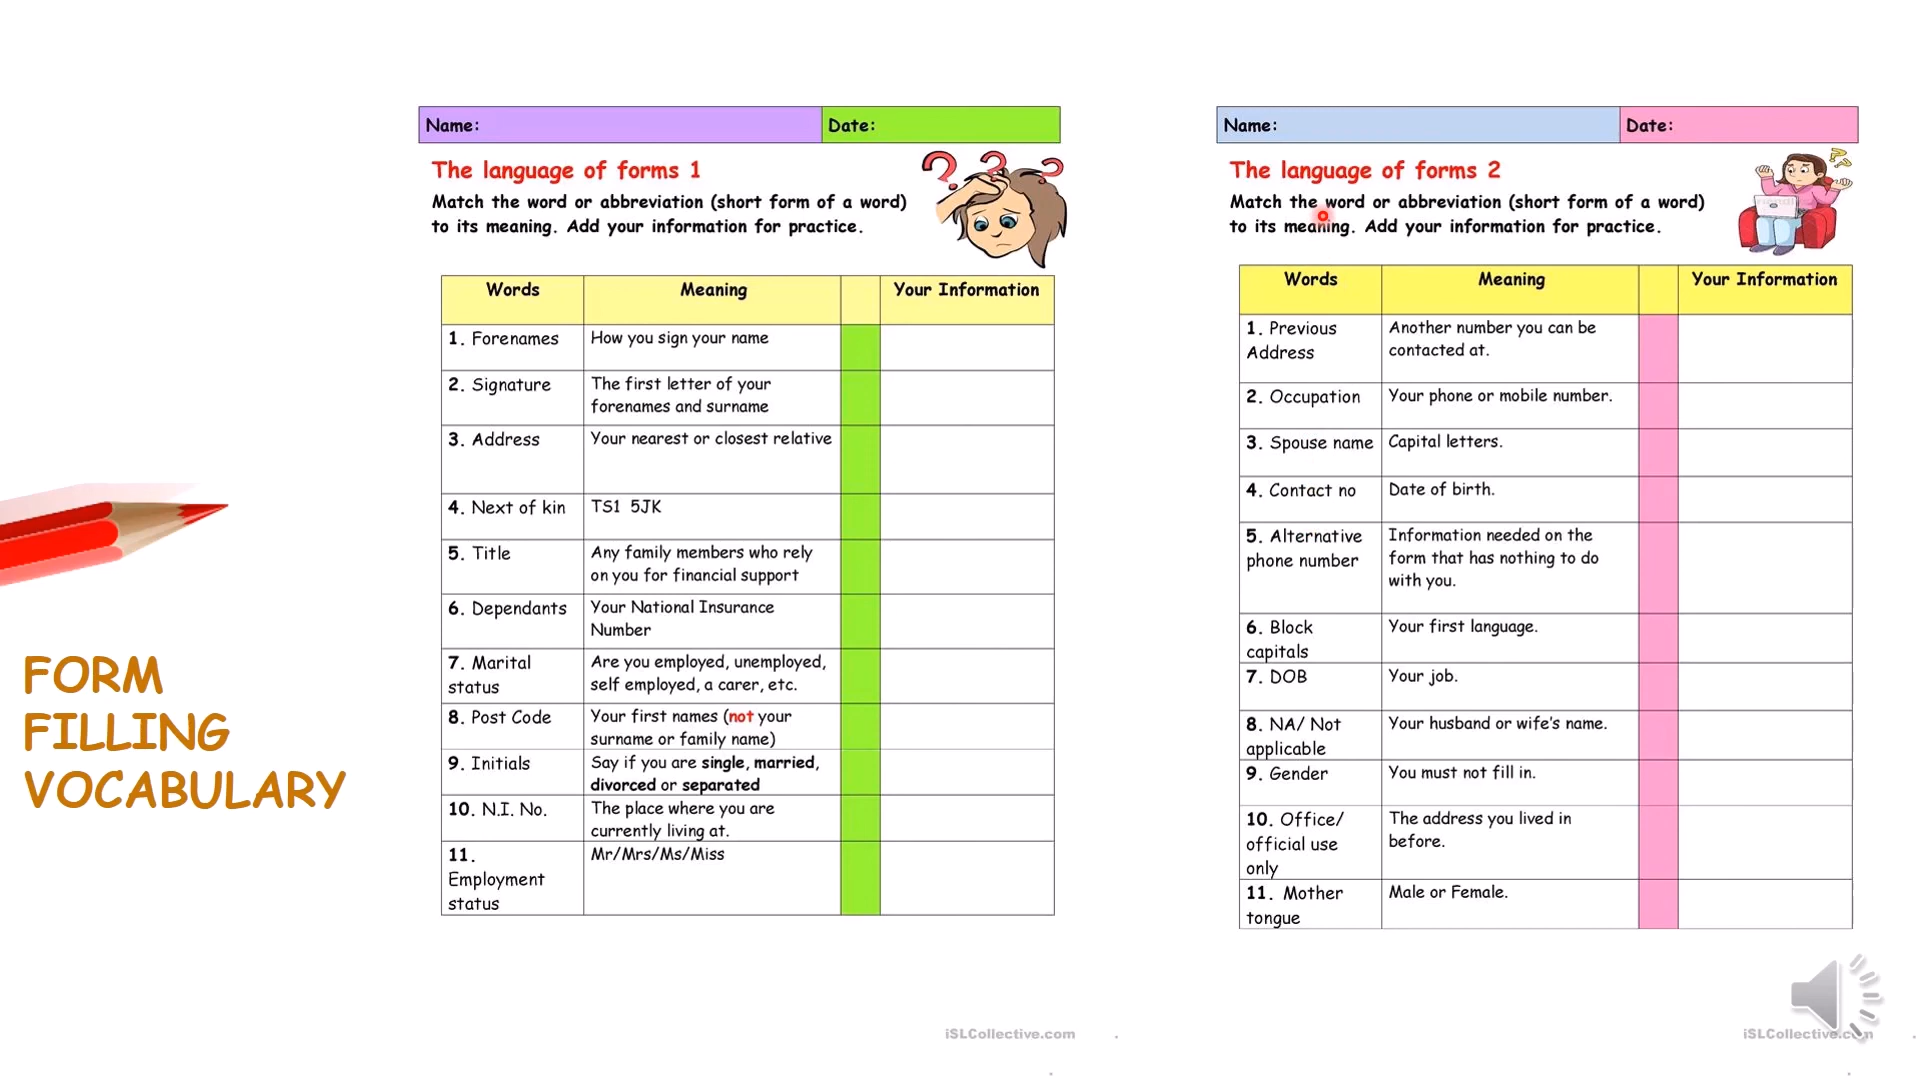 FORM
FILLING
VOCABULARY
Name:
Date:
The language of forms 1
Match the word or abbreviation (short form of a word)
to its meaning. Add your information for practice.
Words
Meaning
Your Information
1. Forenames
How you sign your name
2. Signature
The first letter of your
forenames and surname
3. Address
Your nearest or closest relative
4. Next of kin
TS1 5JK
5. Title
Any family members who rely
on you for financial support
6. Dependants
Your National Insurance
Number
7. Marital
status
Are you employed, unemployed,
self employed, a carer, etc.
8. Post Code
Your first names (not your
surname or family name)
9. Initials
Say if you are single, married,
divorced or separated
10. N.I. No.
The place where you are
currently living at.
11.
Employment
status
Mr/Mrs/Ms/Miss
iSLCollective.com
Name:
Date:
The language of forms 2
Match the word or abbreviation (short form of a word)
to its meaning. Add your information for practice.
Words
Meaning
Your Information
1. Previous
Address
Another number you can be
contacted at.
2. Occupation
Your phone or mobile number.
3. Spouse name
Capital letters.
4. Contact no
Date of birth.
5. Alternative
phone number
Information needed on the
form that has nothing to do
with you.
6. Block
capitals
Your first language.
7. DOB
Your job.
8. NA/ Not
applicable
Your husband or wife's name.
9. Gender
You must not fill in.
10. Office/
official use
only
The address you lived in
before.
11. Mother
tongue
Male or Female.
iSLCollective.com